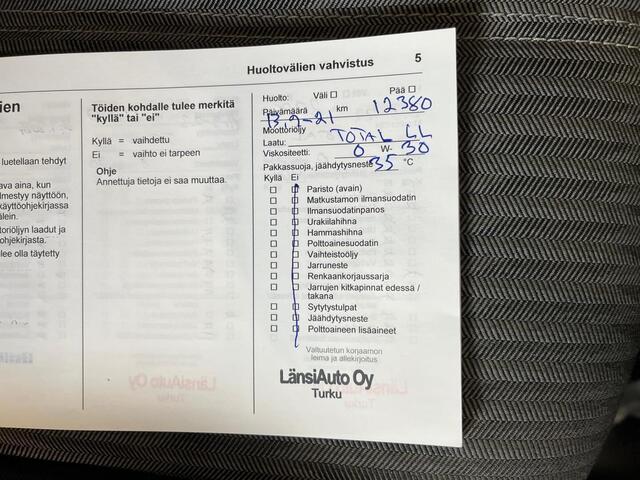 Huoltovälien vahvistus 5
ien
luetellaan tehdyt
ava aina, kun
lmestyy näyttöön,
käyttöohjekirjassa
älein.
toriöljyn laadut ja
ohjekirjasta.
lee olla täytetty
Töiden kohdalle tulee merkitä
"kyllä" tai "ei"
Kyllä = vaihdettu
Ei = vaihto ei tarpeen
Ohje
Annettuja tietoja ei saa muuttaa.
Huolto: Väli ☐ Pää ☐
Päivämäärä km 12380
13.9-21
Moottoriöljy
Laatu: TOTAL LL
Viskositeetti: 0 W- 30
Pakkassuoja, jäähdytysneste 35 °C
Kyllä Ei
☐ ☐ Paristo (avain)
☐ ☐ Matkustamon ilmansuodatin
☐ ☐ Ilmansuodatinpanos
☐ ☐ Urakiilahihna
☐ ☐ Hammashihna
☐ ☐ Polttoainesuodatin
☐ ☐ Vaihteistoöljy
☐ ☐ Jarruneste
☐ ☐ Renkaankorjaussarja
☐ ☐ Jarrujen kitkapinnat edessä /
takana
☐ ☐ Sytytystulpat
☐ ☐ Jäähdytysneste
☐ ☐ Polttoaineen lisäaineet
Valtuutetun korjaamon
leima ja allekirjoitus
LänsiAuto Oy
Turku